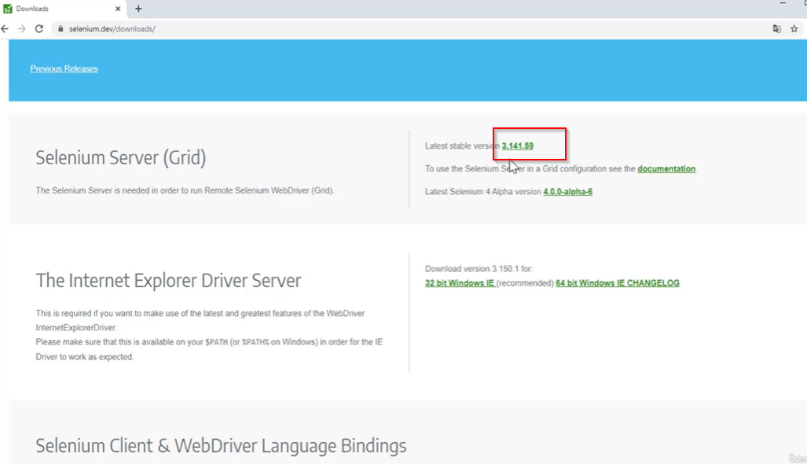 Downloads
selenium.dev/downloads/
Previous Releases
Selenium Server (Grid)
The Selenium Server is needed in order to run Remote Selenium WebDriver (Grid).
Latest stable version 3.141.59
To use the Selenium Server in a Grid configuration see the documentation.
Latest Selenium 4 Alpha version 4.0.0-alpha-6
The Internet Explorer Driver Server
This is required if you want to make use of the latest and greatest features of the WebDriver
InternetExplorerDriver.
Please make sure that this is available on your $PATH (or %PATH% on Windows) in order for the IE
Driver to work as expected.
Download version 3.150.1 for:
32 bit Windows IE (recommended) 64 bit Windows IE CHANGELOG
Selenium Client & WebDriver Language Bindings